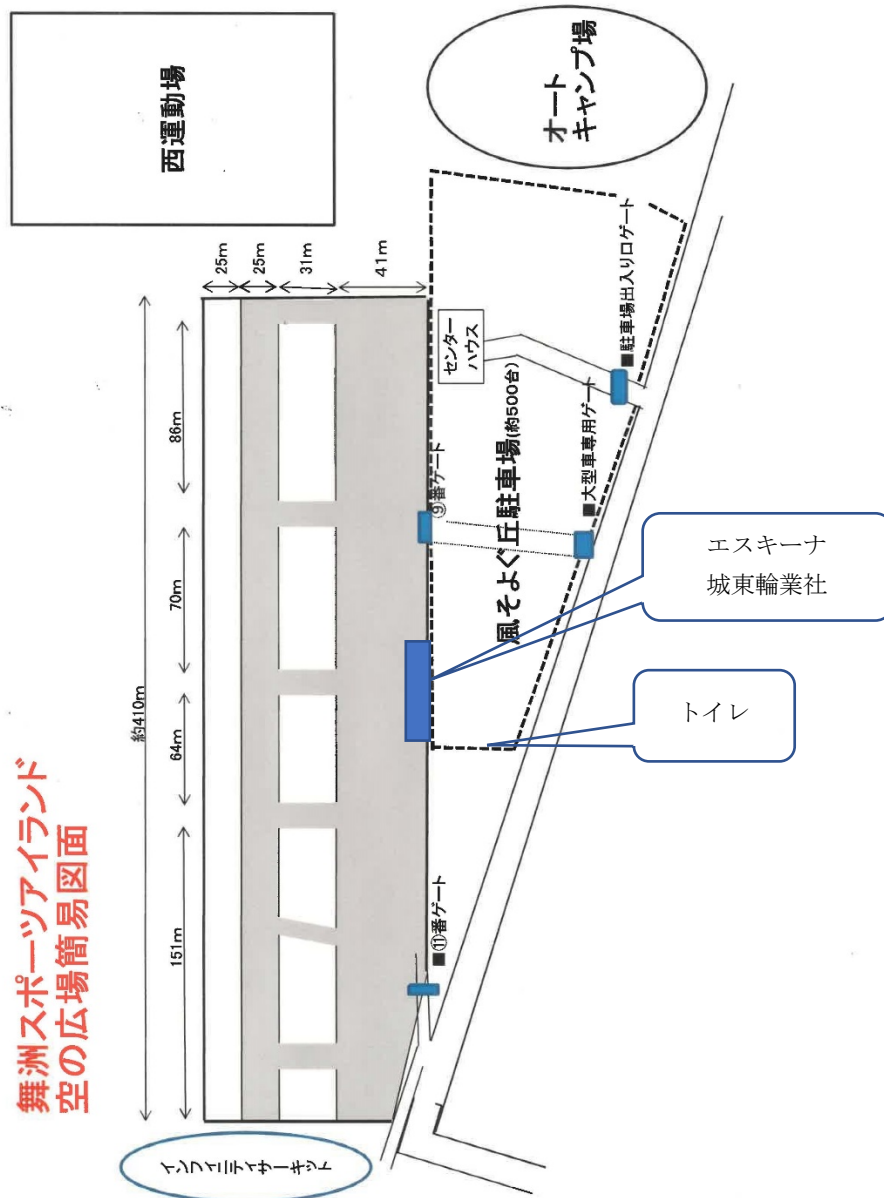 舞洲スポーツアイランド
空の広場簡易図面
西運動場
オート
キャンプ場
25m
25m
31m
41m
約410m
86m
70m
64m
151m
センター
ハウス
■駐車場出入り口ゲート
■大型車専用ゲート
⑨番ゲート
風そよぐ丘駐車場(約500台)
エスキーナ
城東輪業社
トイレ
■⑪番ゲート
インフィニティサーキット